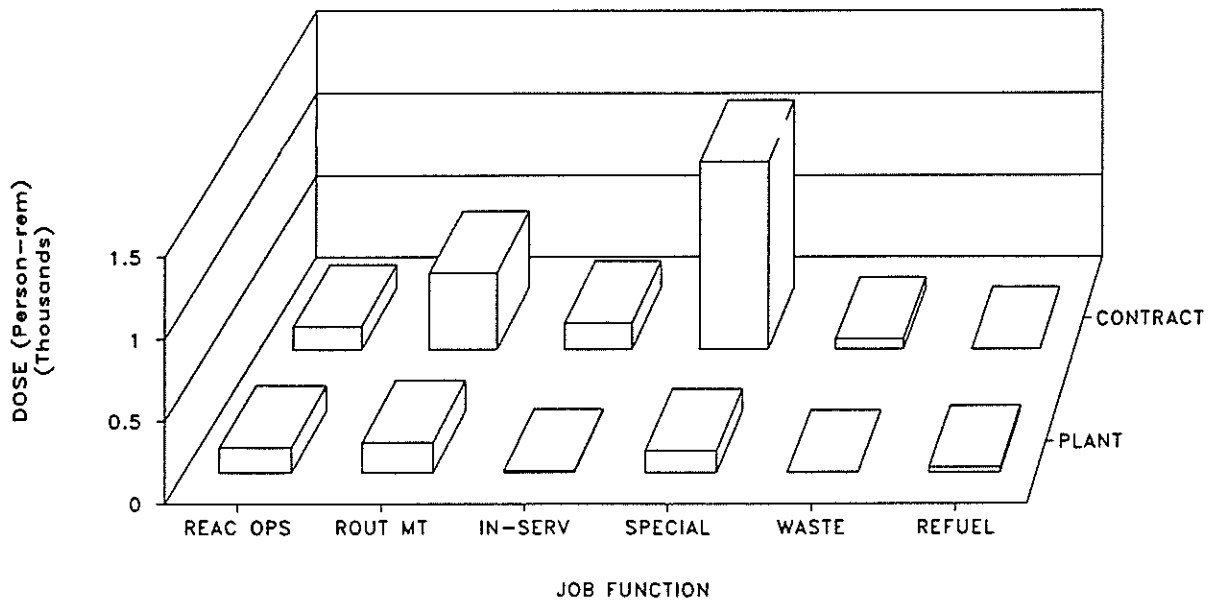 DOSE (Person-rem)
(Thousands)
1.5
1
0.5
0
CONTRACT
PLANT
REAC OPS
ROUT MT
IN-SERV
SPECIAL
WASTE
REFUEL
JOB FUNCTION